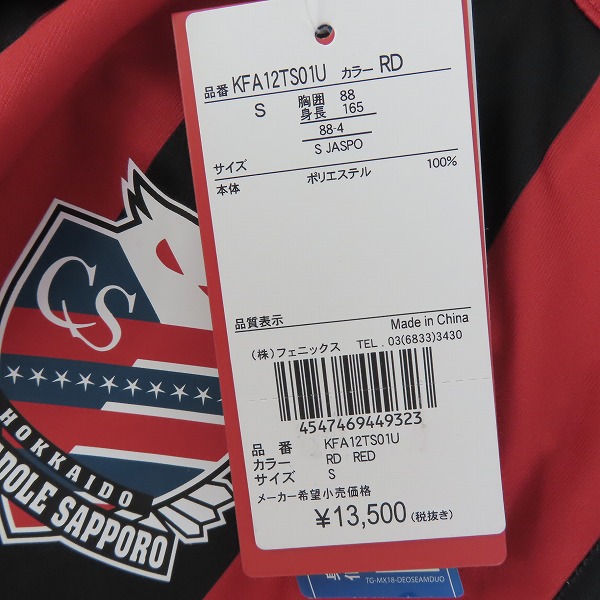 品番 KFA12TS01U カラー RD
S 胸囲 88
身長 165
88-4
S JASPO
サイズ
本体 ポリエステル 100%
品質表示 Made in China
(株)フェニックス TEL. 03(6833)3430
4547469449323
品番 KFA12TS01U
カラー RD RED
サイズ S
メーカー希望小売価格
¥13,500(税抜き)
TG-MX18-DEOSEAMDUO
CS
HOKKAIDO
ADOLE SAPPORO